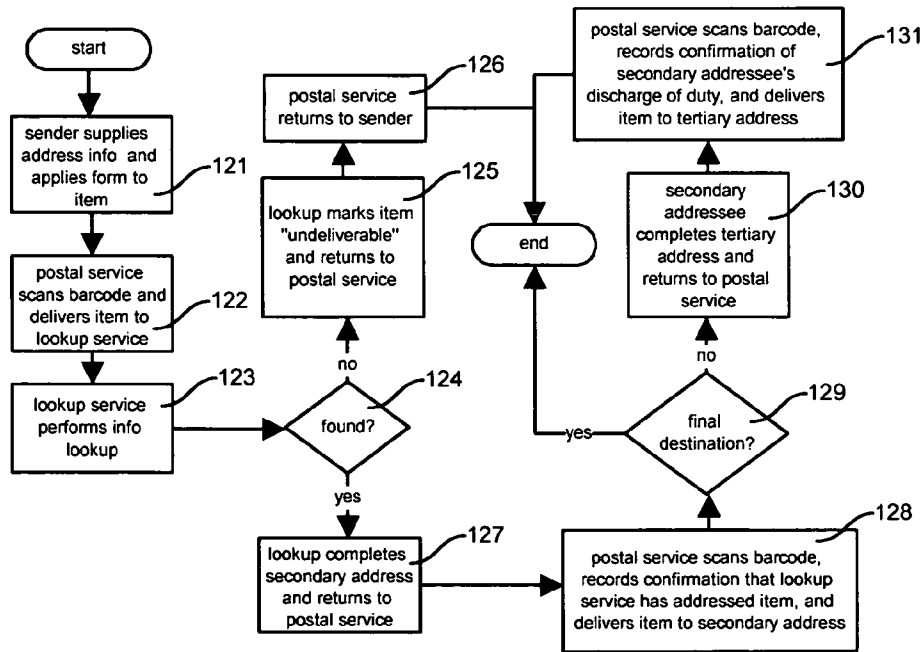 start
sender supplies
address info and
applies form to
item
121
postal service
scans barcode and
delivers item to
lookup service
122
lookup service
performs info
lookup
123
found?
124
no
yes
lookup marks item
"undeliverable"
and returns to
postal service
125
postal service
returns to sender
126
lookup completes
secondary address
and returns to
postal service
127
postal service scans barcode,
records confirmation that lookup
service has addressed item, and
delivers item to secondary address
128
final
destination?
129
yes
no
secondary
addressee
completes tertiary
address and
returns to postal
service
130
postal service scans barcode,
records confirmation of
secondary addressee's
discharge of duty, and delivers
item to tertiary address
131
end